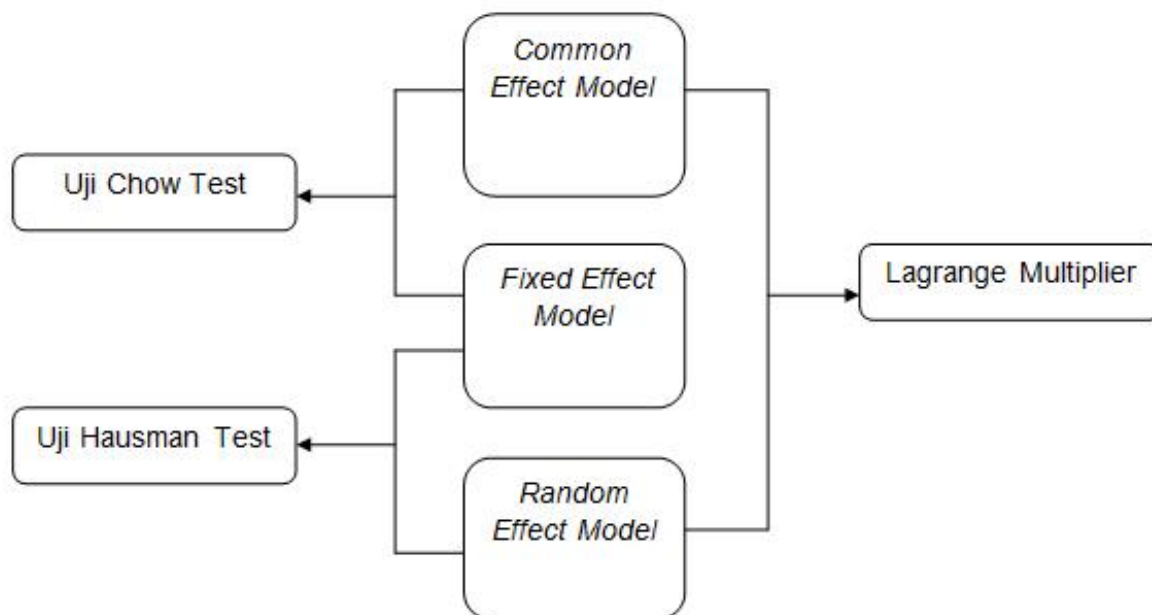 Common
Effect Model
Uji Chow Test
Fixed Effect
Model
Lagrange Multiplier
Uji Hausman Test
Random
Effect Model